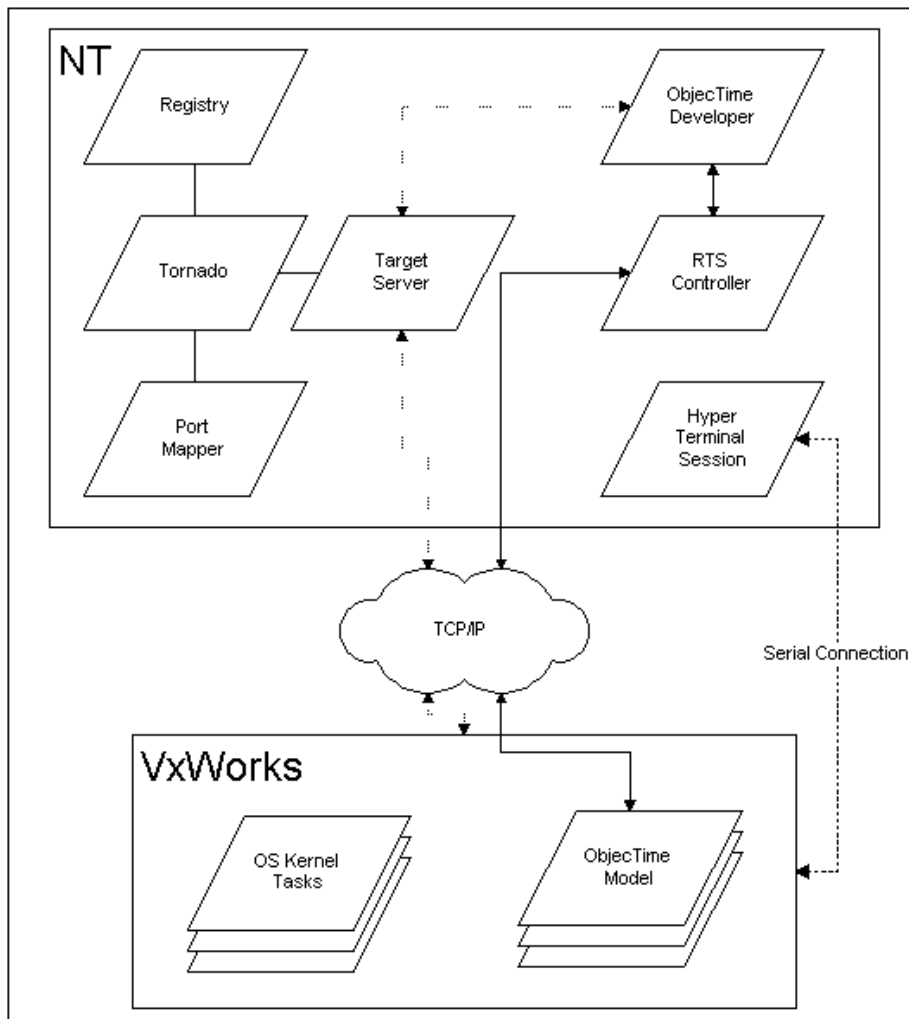 NT
Registry
ObjecTime
Developer
Tornado
Target
Server
RTS
Controller
Port
Mapper
Hyper
Terminal
Session
TCP/IP
Serial Connection
VxWorks
OS Kernel
Tasks
ObjecTime
Model